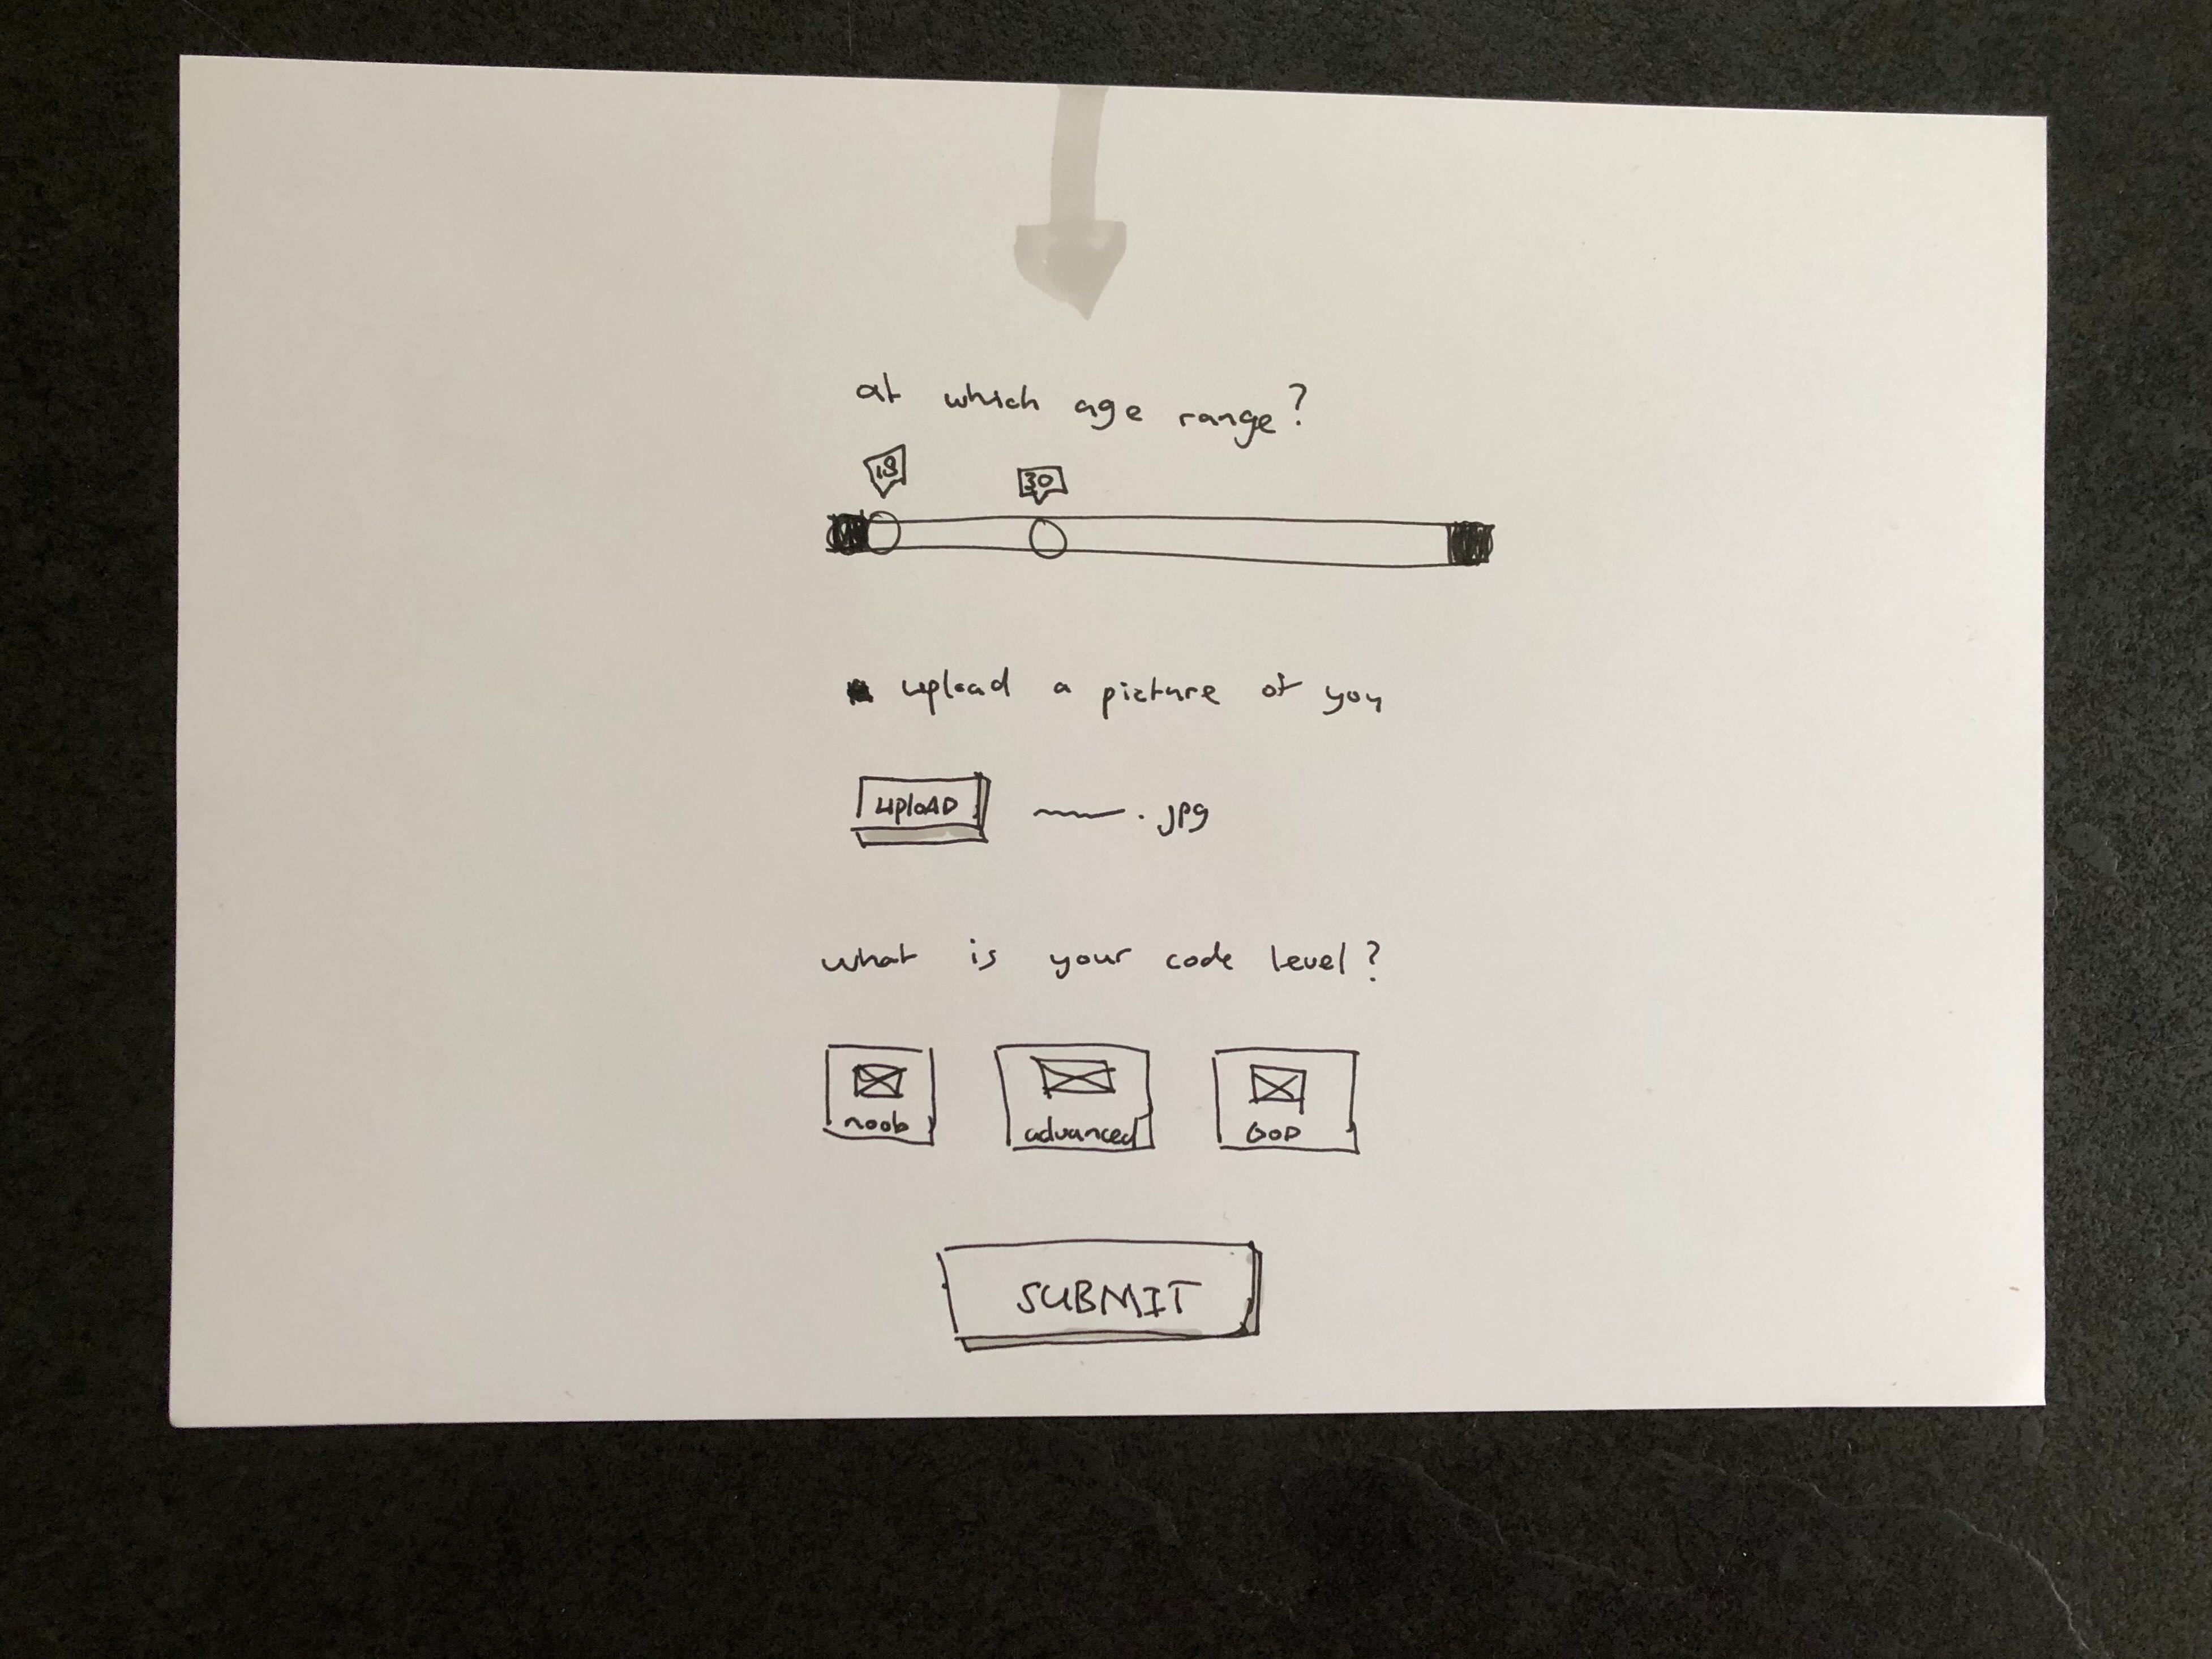 at which age range?
18 30
upload a picture of you
UPLOAD .jpg
what is your code level?
noob advanced GOD
SUBMIT